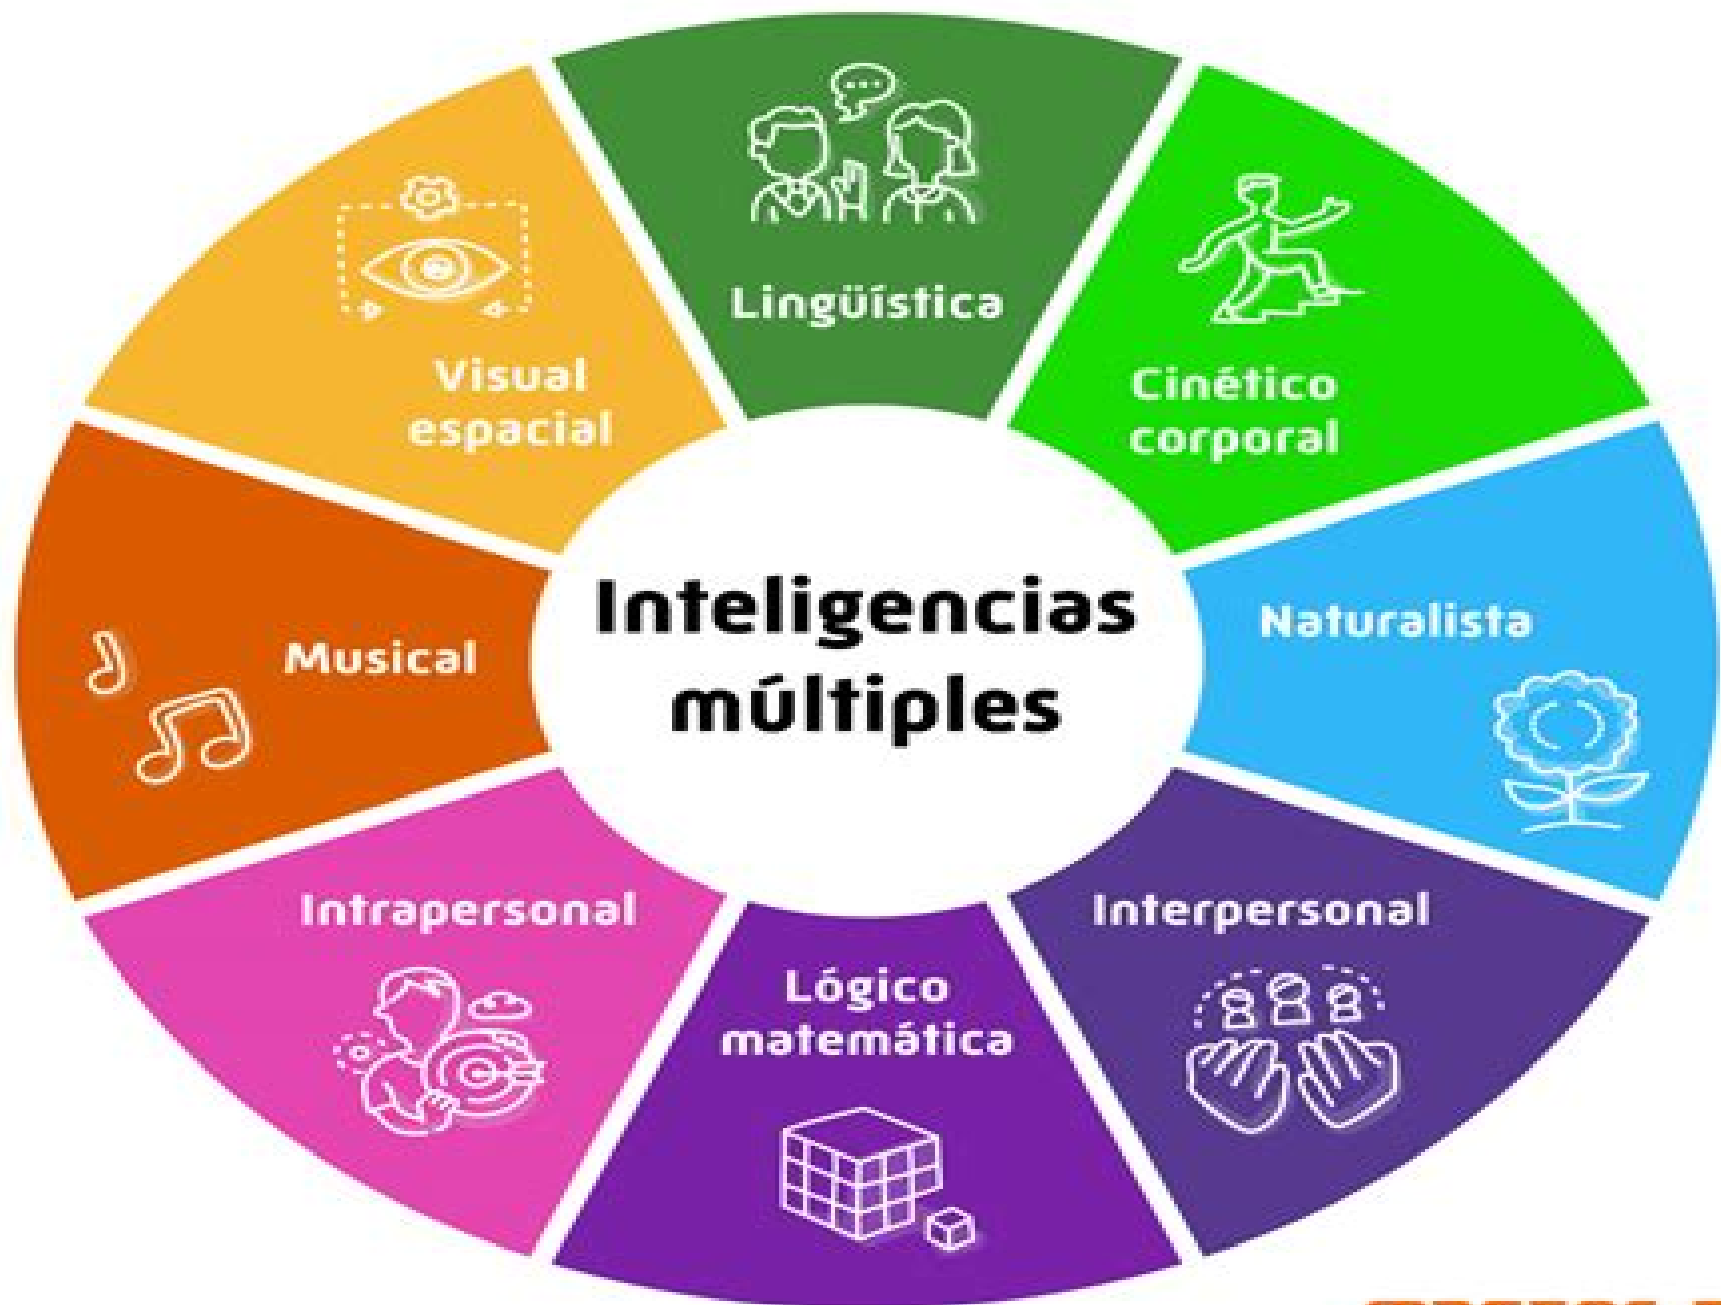 Lingüística
Cinético
corporal
Naturalista
Interpersonal
Lógico
matemática
Intrapersonal
Musical
Visual
espacial
Inteligencias
múltiples